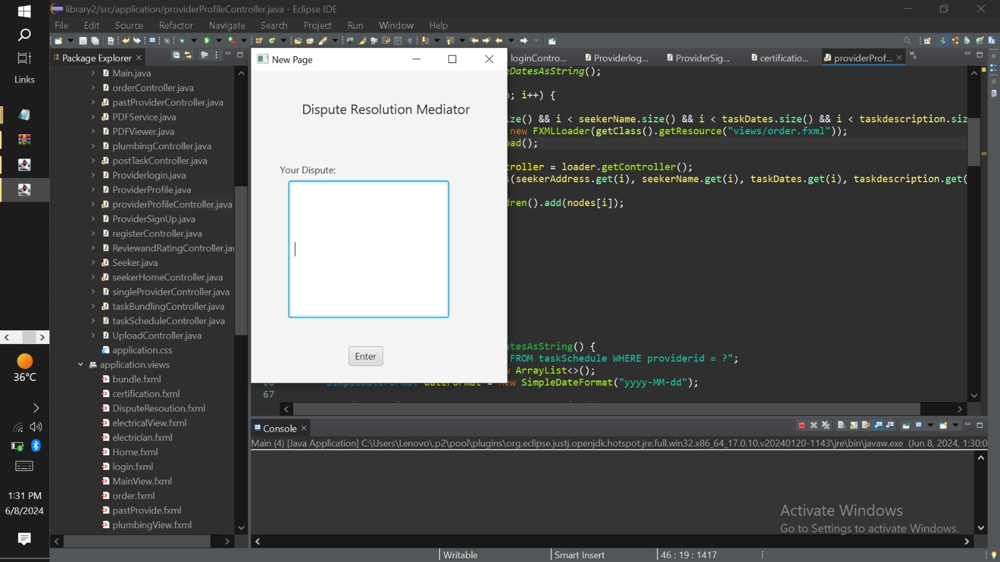 library2/src/application/providerProfileController.java - Eclipse IDE
File Edit Source Refactor Navigate Search Project Run Window Help
Links
36°C
1:31 PM
6/8/2024
Package Explorer
Main.java
orderController.java
pastProviderController.java
PDFService.java
PDFViewer.java
plumbingController.java
postTaskController.java
Providerlogin.java
ProviderProfile.java
providerProfileController.java
ProviderSignUp.java
registerController.java
ReviewandRatingController.jav
Seeker.java
seekerHomeController.java
singleProviderController.java
taskBundlingController.java
taskScheduleController.java
UploadController.java
application.css
application.views
bundle.fxml
certification.fxml
DisputeResoution.fxml
electricalView.fxml
electrician.fxml
Home.fxml
login.fxml
MainView.fxml
order.fxml
pastProvide.fxml
plumbingView.fxml
New Page
Dispute Resolution Mediator
Your Dispute:
Enter
loginContro... Providerlog... ProviderSig... certificatio... providerProf... »6
eDatesAsString();
; i++) {
ize() && i < seekerName.size() && i < taskDates.size() && i < taskdescription.siz
new FXMLLoader(getClass().getResource("views/order.fxml"));
ad();
roller = loader.getController();
s(seekerAddress.get(i), seekerName.get(i), taskDates.get(i), taskdescription.get(
dren().add(nodes[i]);
atesAsString() {
FROM taskSchedule WHERE providerid = ?";
w ArrayList<>();
SimpleDateFormat dateFormat = new SimpleDateFormat("yyyy-MM-dd");
67
Console
Main (4) [Java Application] C:\Users\Lenovo\.p2\pool\plugins\org.eclipse.justj.openjdk.hotspot.jre.full.win32.x86_64_17.0.10.v20240120-1143\jre\bin\javaw.exe (Jun 8, 2024, 1:30:0
Activate Windows
Go to Settings to activate Windows.
Writable Smart Insert 46 : 19 : 1417